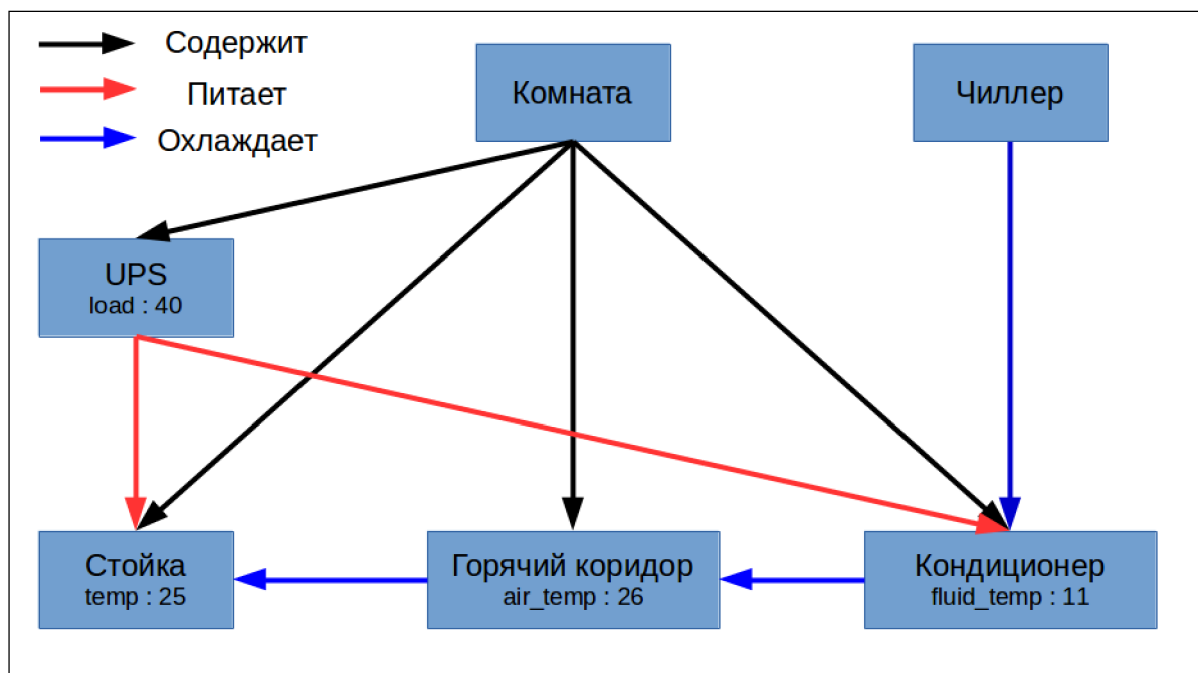 Содержит
Питает
Охлаждает
Комната
Чиллер
UPS
load : 40
Стойка
temp : 25
Горячий коридор
air_temp : 26
Кондиционер
fluid_temp : 11